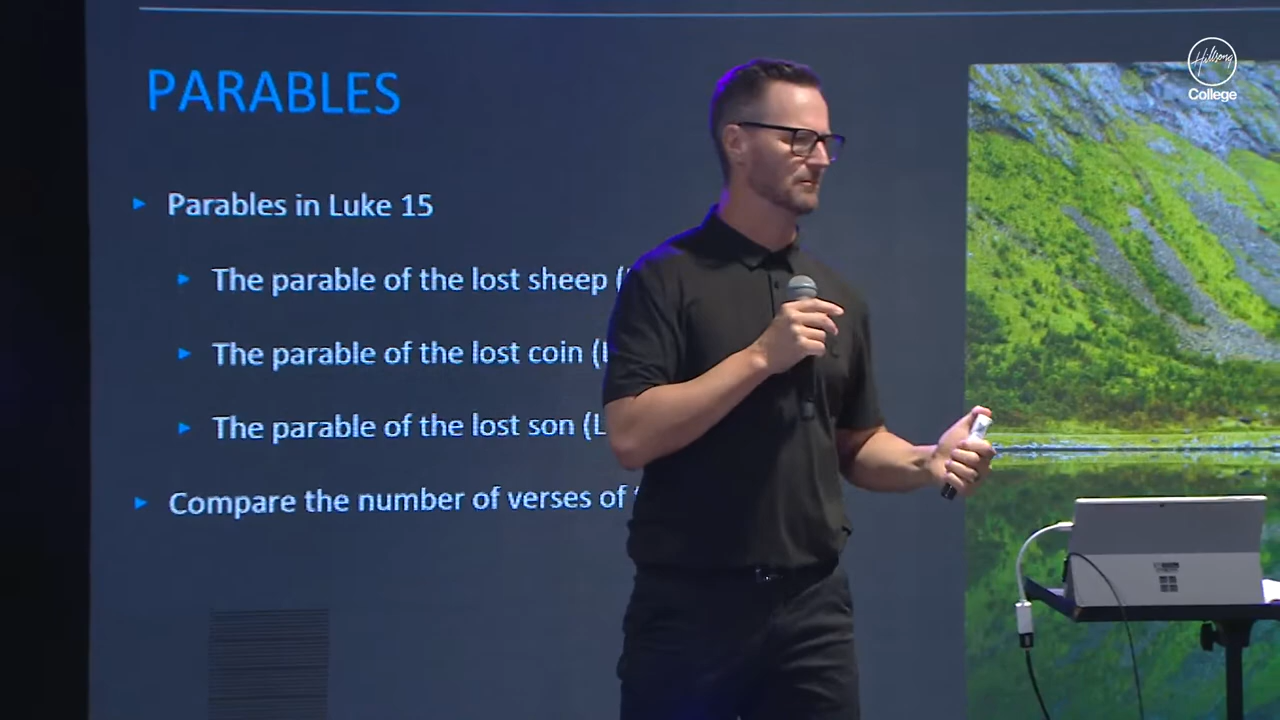 PARABLES
Hillsong
College
Parables in Luke 15
The parable of the lost sheep (
The parable of the lost coin (
The parable of the lost son (L
Compare the number of verses of